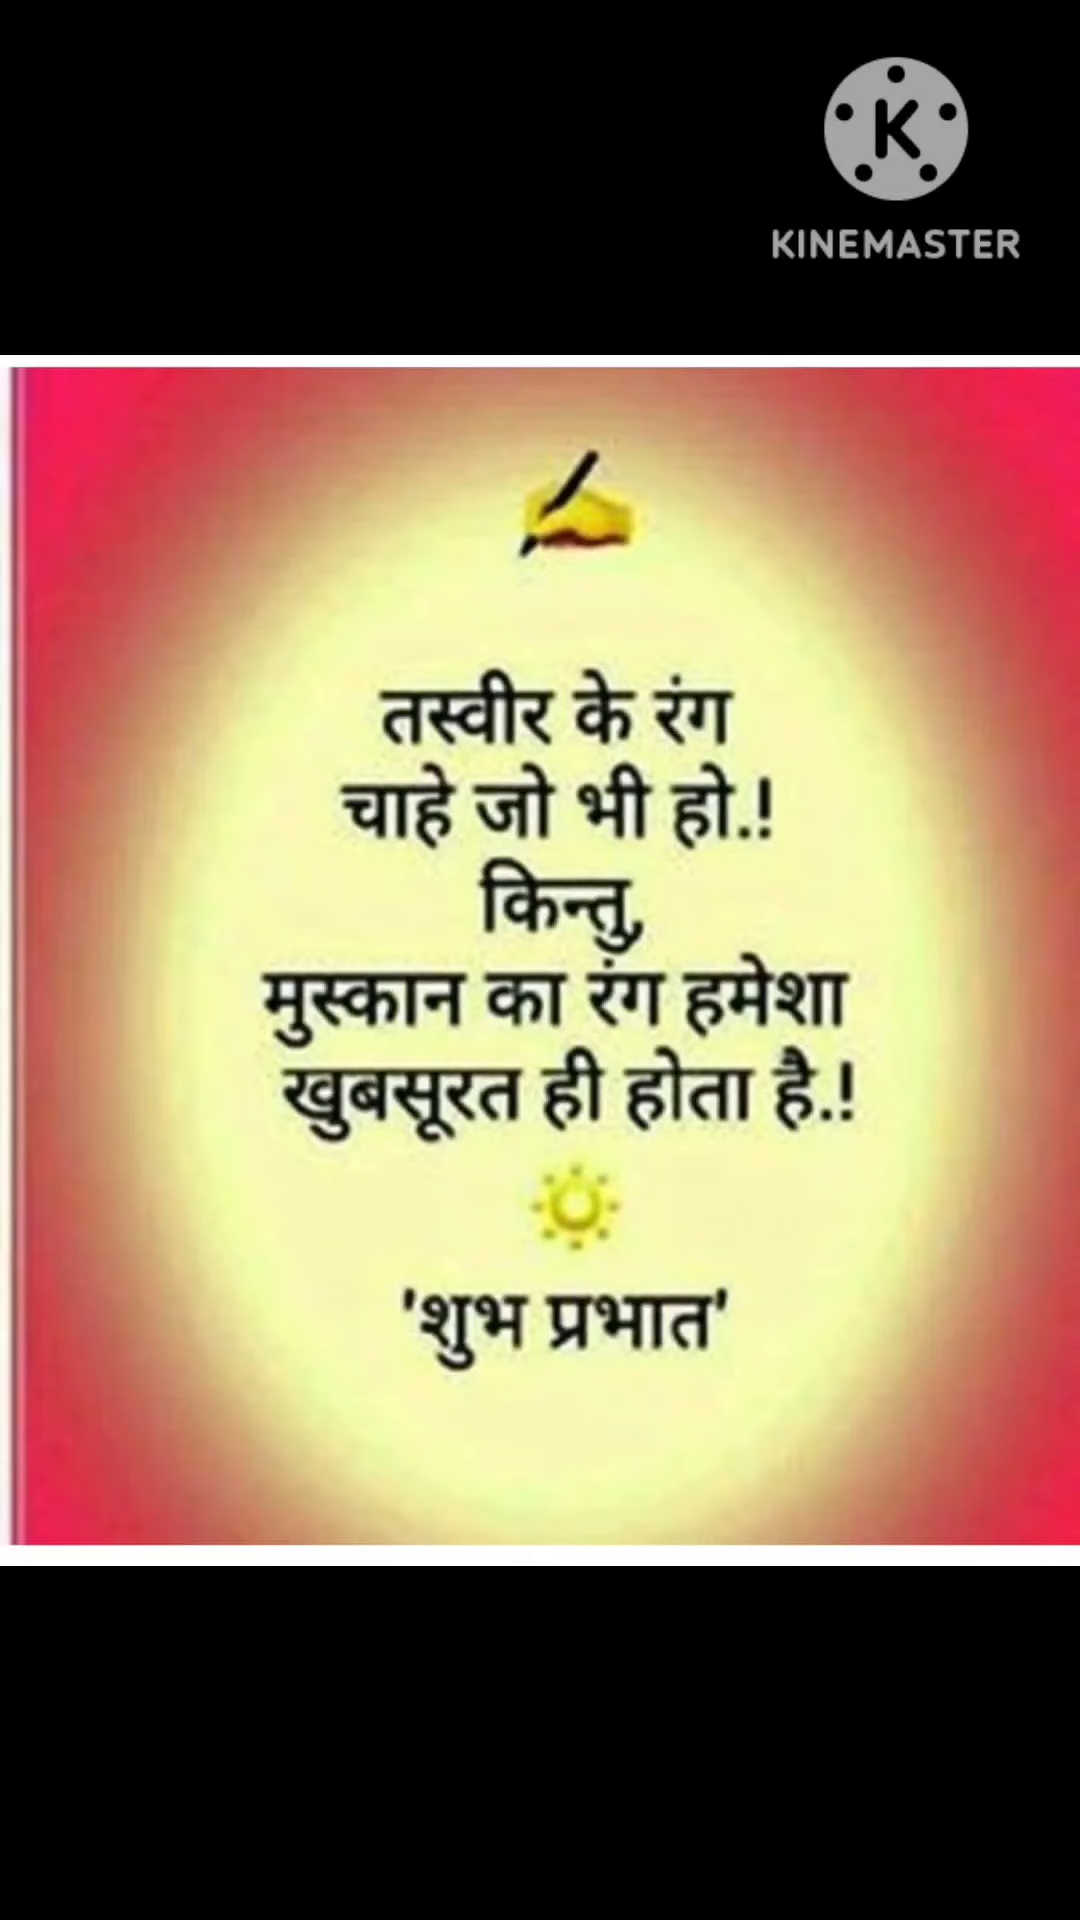 KINEMASTER
तस्वीर के रंग
चाहे जो भी हो.!
किन्तु,
मुस्कान का रंग हमेशा
खुबसूरत ही होता है.!
'शुभ प्रभात'